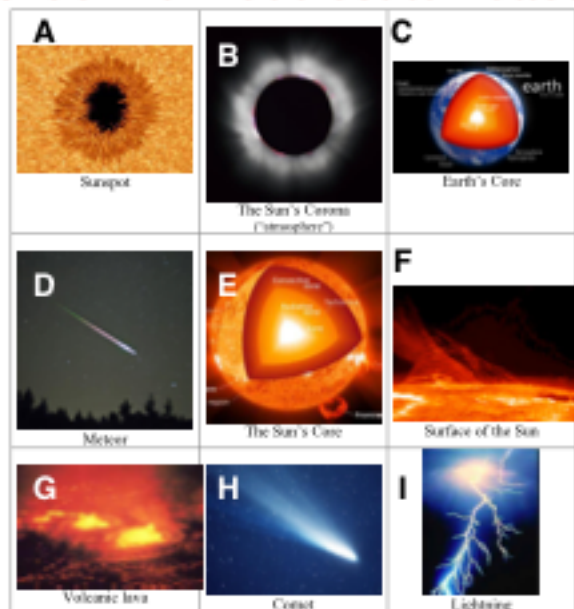 A
B
C
Sunspot
The Sun's Corona
("atmosphere")
earth
Earth's Core
D
E
F
Meteor
The Sun's Core
Surface of the Sun
G
H
I
Volcanic lava
Comet
Lightning